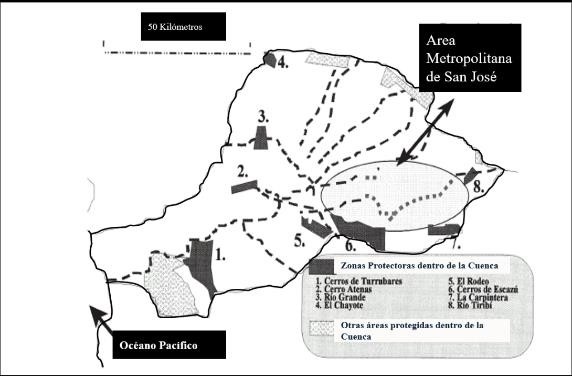 50 Kilómetros
Area
Metropolitana
de San José
4.
3.
2.
8.
1.
5.
6.
7.
Zonas Protectoras dentro de la Cuenca
1. Cerros de Turrubares
2. Cerro Atenas
3. Río Grande
4. El Chayote
5. El Rodeo
6. Cerros de Escazú
7. La Carpintera
8. Río Tiribí
Otras áreas protegidas dentro de la
Cuenca
Océano Pacífico